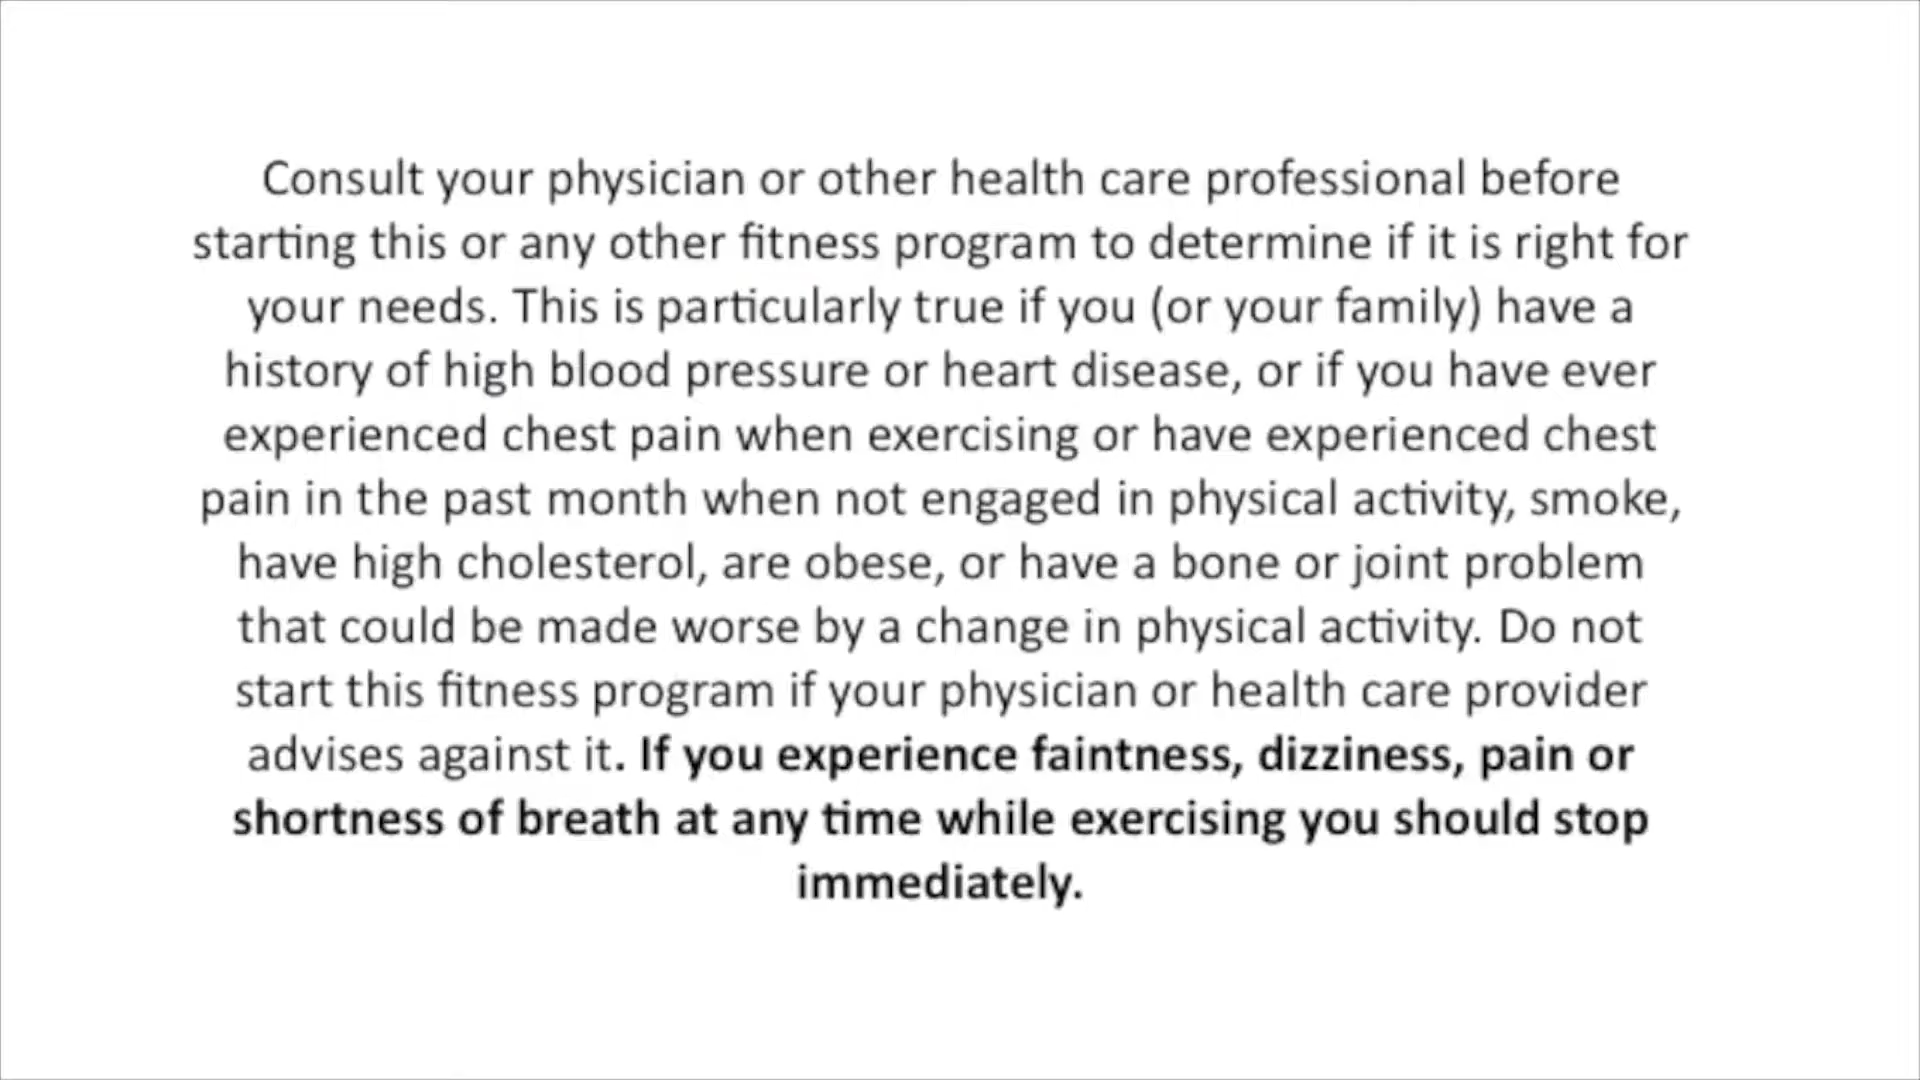 Consult your physician or other health care professional before
starting this or any other fitness program to determine if it is right for
your needs. This is particularly true if you (or your family) have a
history of high blood pressure or heart disease, or if you have ever
experienced chest pain when exercising or have experienced chest
pain in the past month when not engaged in physical activity, smoke,
have high cholesterol, are obese, or have a bone or joint problem
that could be made worse by a change in physical activity. Do not
start this fitness program if your physician or health care provider
advises against it. If you experience faintness, dizziness, pain or
shortness of breath at any time while exercising you should stop
immediately.